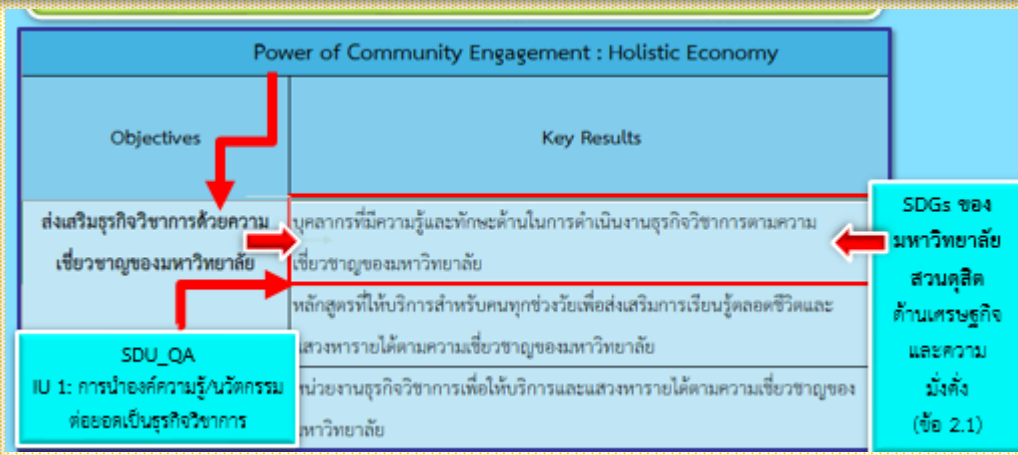 Power of Community Engagement : Holistic Economy
Objectives
Key Results
ส่งเสริมธุรกิจวิชาการด้วยความ
เชี่ยวชาญของมหาวิทยาลัย
บุคลากรที่มีความรู้และทักษะด้านในการดำเนินงานธุรกิจวิชาการตามความ
เชี่ยวชาญของมหาวิทยาลัย
หลักสูตรที่ให้บริการสำหรับคนทุกช่วงวัยเพื่อส่งเสริมการเรียนรู้ตลอดชีวิตและ
แสวงหารายได้ตามความเชี่ยวชาญของมหาวิทยาลัย
หน่วยงานธุรกิจวิชาการเพื่อให้บริการและแสวงหารายได้ตามความเชี่ยวชาญของ
มหาวิทยาลัย
SDU_QA
IU 1: การนำองค์ความรู้/นวัตกรรม
ต่อยอดเป็นธุรกิจวิชาการ
SDGs ของ
มหาวิทยาลัย
สวนดุสิต
ด้านเศรษฐกิจ
และความ
มั่งคั่ง
(ข้อ 2.1)